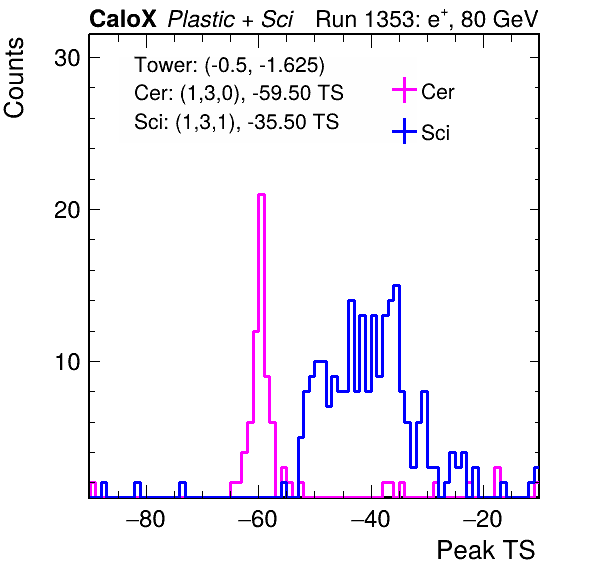 CaloX Plastic + Sci Run 1353: e⁺, 80 GeV
Counts
30
20
10
Tower: (-0.5, -1.625)
Cer: (1,3,0), -59.50 TS
Sci: (1,3,1), -35.50 TS
Cer
Sci
−80 −60 −40 −20
Peak TS